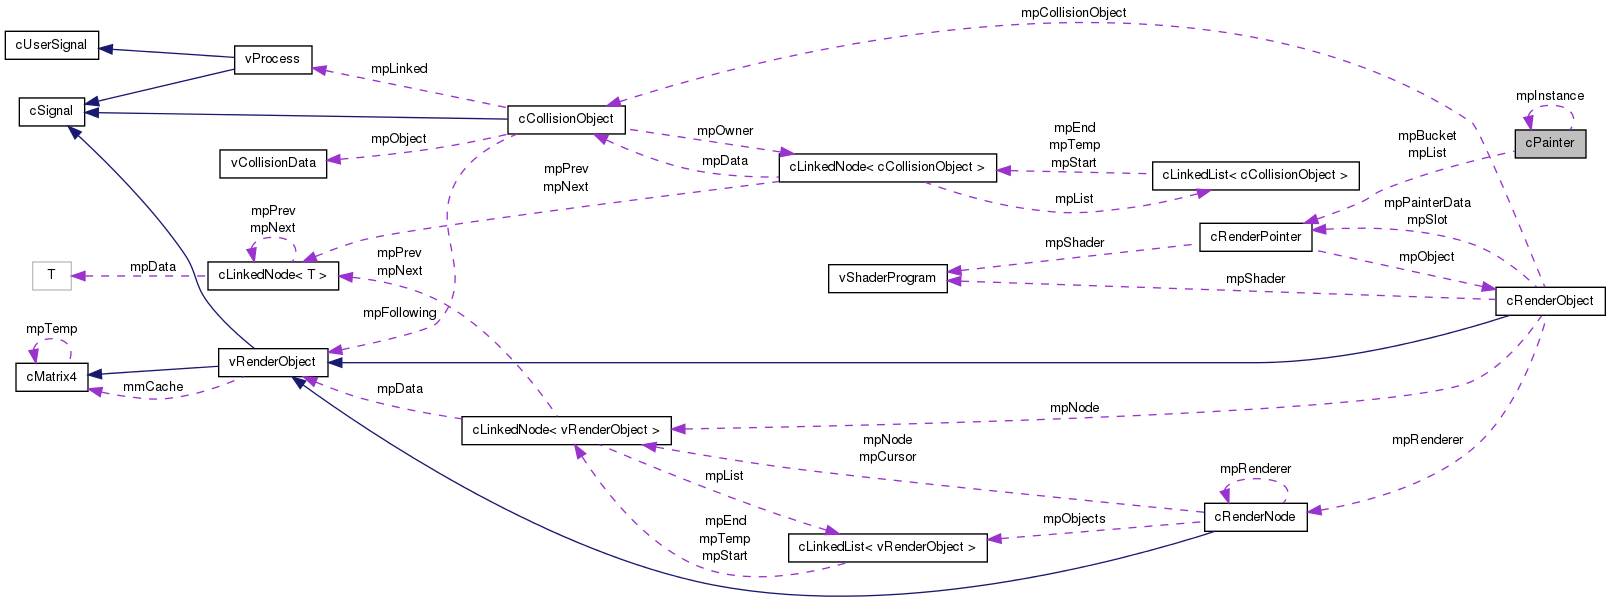 mpCollisionObject
cUserSignal
vProcess
mpLinked
mpInstance
cSignal
cCollisionObject
mpOwner
mpEnd
mpTemp
mpStart
mpBucket
mpList
cPainter
mpObject
vCollisionData
mpData
cLinkedNode< cCollisionObject >
cLinkedList< cCollisionObject >
mpPrev
mpNext
mpList
mpPrev
mpNext
mpPainterData
mpSlot
cRenderPointer
mpShader
mpPrev
mpNext
mpObject
T
mpData
cLinkedNode< T >
vShaderProgram
mpShader
cRenderObject
mpFollowing
mpTemp
vRenderObject
cMatrix4
mmCache
mpData
mpNode
cLinkedNode< vRenderObject >
mpNode
mpCursor
mpRenderer
mpList
mpRenderer
mpEnd
mpTemp
mpStart
mpObjects
cRenderNode
cLinkedList< vRenderObject >